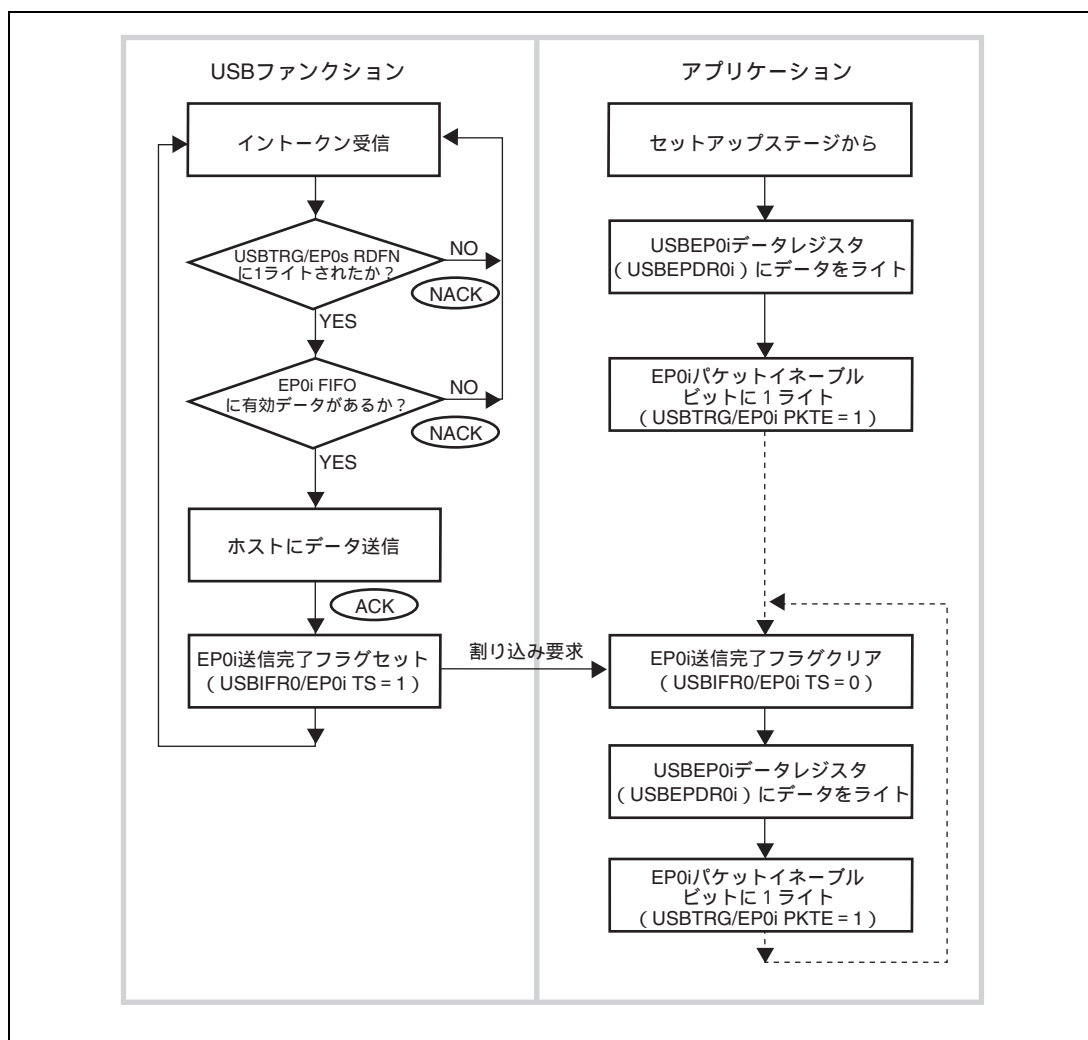 USBファンクション
イントークン受信
USBTRG/EP0s RDFN
に1ライトされたか？
NO
NACK
YES
EP0i FIFO
に有効データがあるか？
NO
NACK
YES
ホストにデータ送信
ACK
EP0i送信完了フラグセット
（USBIFR0/EP0i TS = 1）
割り込み要求
アプリケーション
セットアップステージから
USBEP0iデータレジスタ
（USBEPDR0i）にデータをライト
EP0iパケットイネーブル
ビットに１ライト
（USBTRG/EP0i PKTE = 1）
EP0i送信完了フラグクリア
（USBIFR0/EP0i TS = 0）
USBEP0iデータレジスタ
（USBEPDR0i）にデータをライト
EP0iパケットイネーブル
ビットに１ライト
（USBTRG/EP0i PKTE = 1）